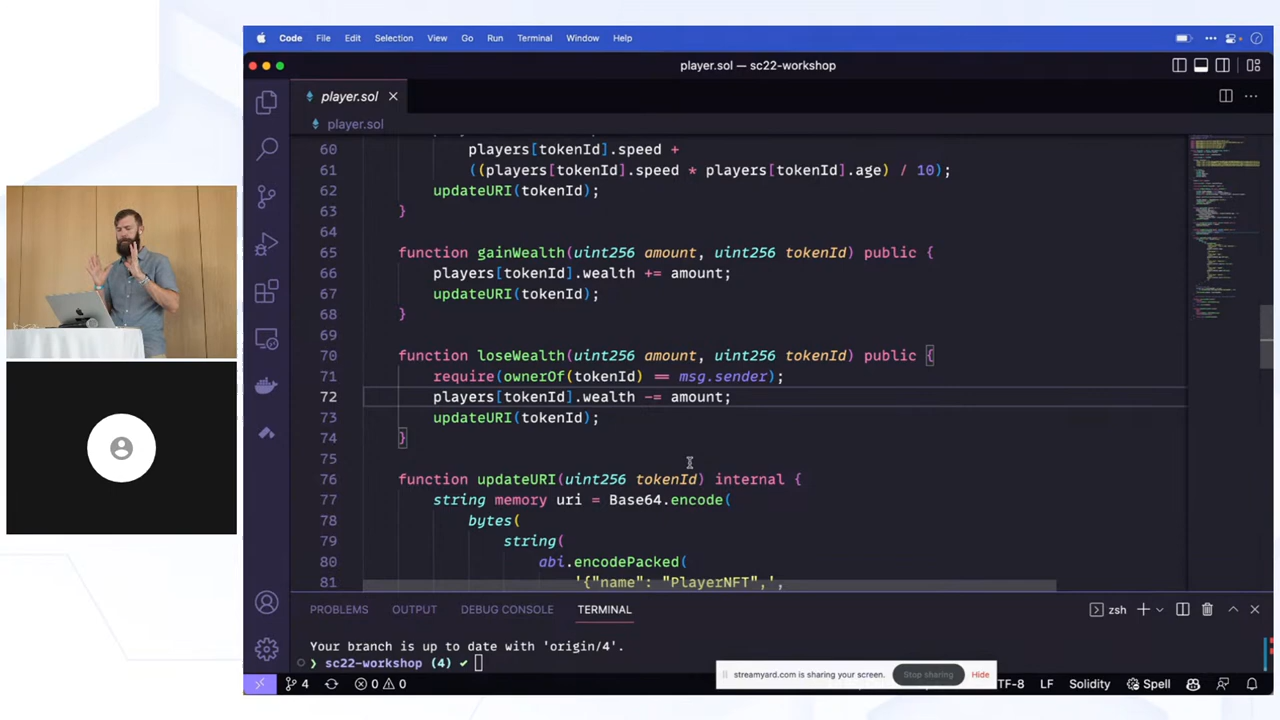 Code File Edit Selection View Go Run Terminal Window Help
player.sol — sc22-workshop
player.sol
player.sol
60 players[tokenId].speed +
61 ((players[tokenId].speed * players[tokenId].age) / 10);
62 updateURI(tokenId);
63 }
64
65 function gainWealth(uint256 amount, uint256 tokenId) public {
66 players[tokenId].wealth += amount;
67 updateURI(tokenId);
68 }
69
70 function loseWealth(uint256 amount, uint256 tokenId) public {
71 require(ownerOf(tokenId) == msg.sender);
72 players[tokenId].wealth -= amount;
73 updateURI(tokenId);
74 }
75
76 function updateURI(uint256 tokenId) internal {
77 string memory uri = Base64.encode(
78 bytes(
79 string(
80 abi.encodePacked(
81 '{"name": "PlayerNFT",',
PROBLEMS OUTPUT DEBUG CONSOLE TERMINAL zsh
Your branch is up to date with 'origin/4'.
❯ sc22-workshop (4) ✔
streamyard.com is sharing your screen. Stop sharing Hide
4 0 0 TF-8 LF Solidity Spell